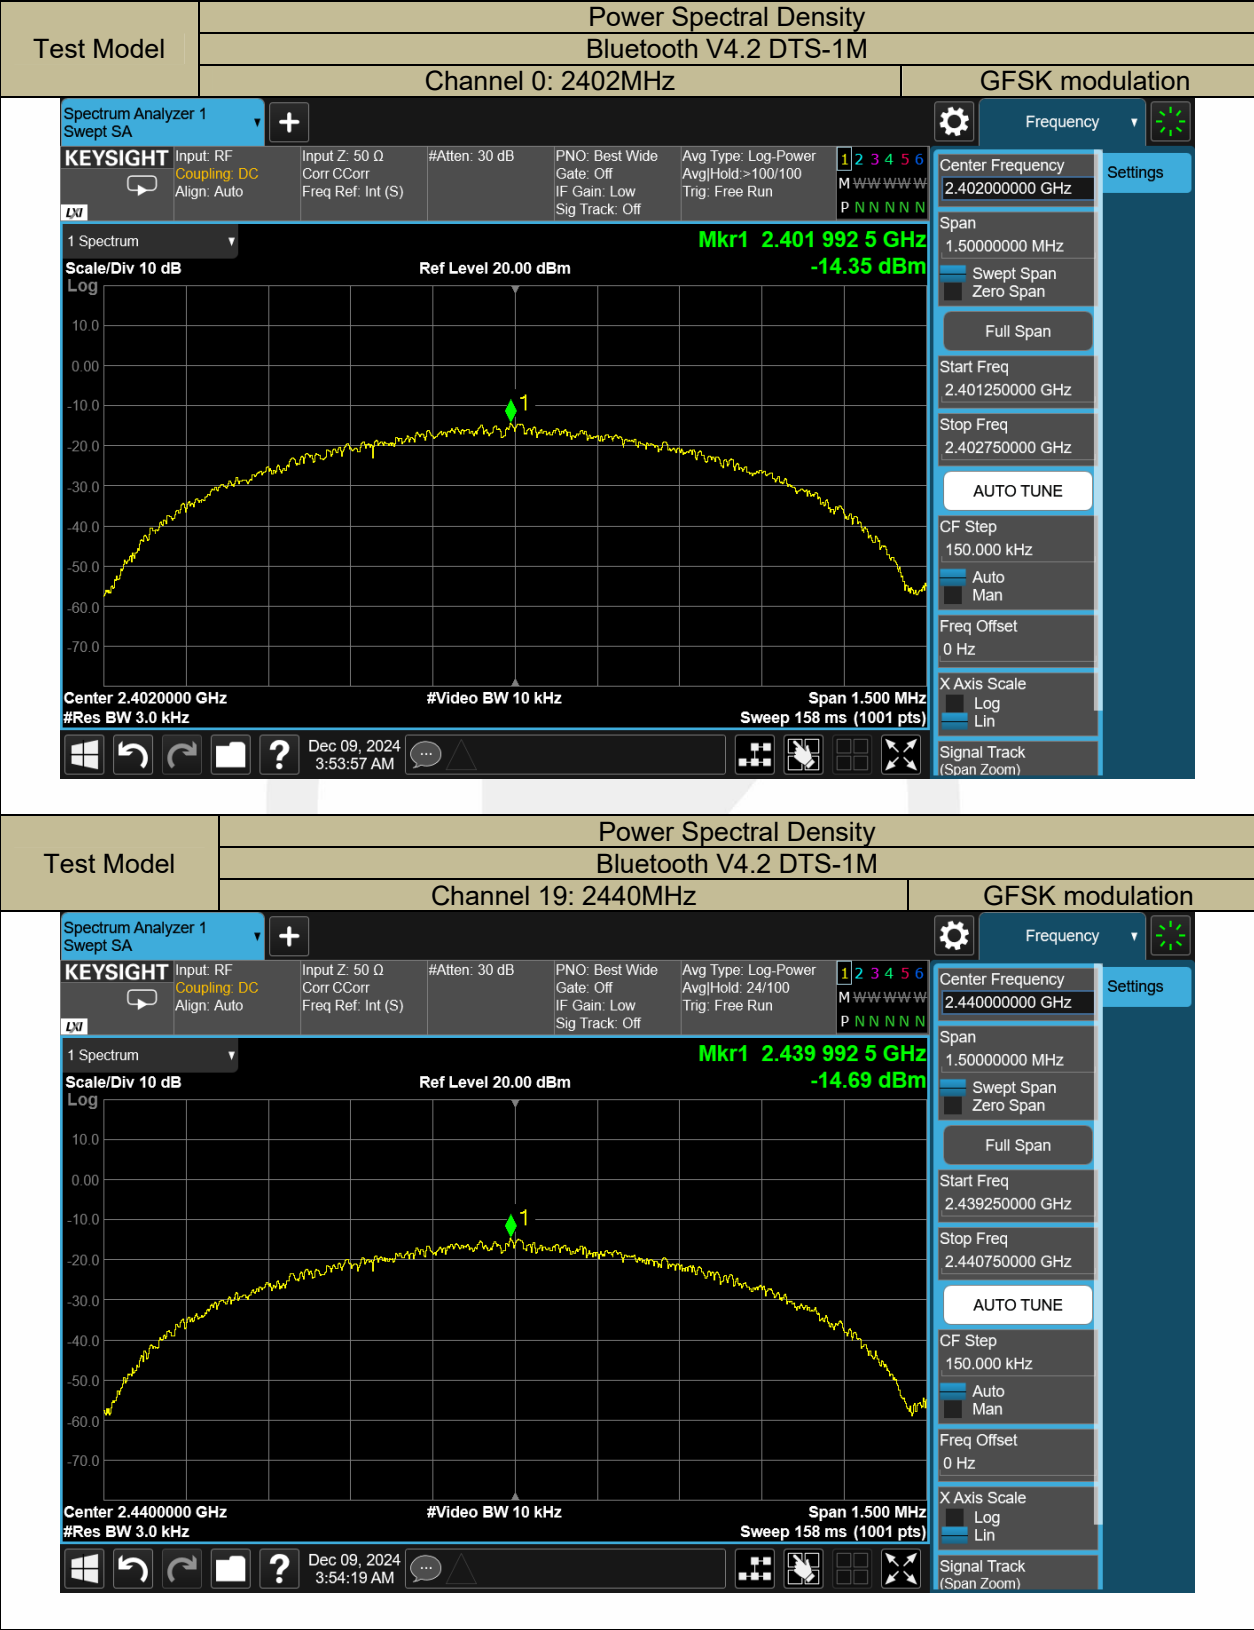 Test Model
Power Spectral Density
Bluetooth V4.2 DTS-1M
Channel 0: 2402MHz GFSK modulation
Spectrum Analyzer 1
Swept SA
Frequency
KEYSIGHT
LXI
Input: RF
Coupling: DC
Align: Auto
Input Z: 50 Ω
Corr CCorr
Freq Ref: Int (S)
#Atten: 30 dB
PNO: Best Wide
Gate: Off
IF Gain: Low
Sig Track: Off
Avg Type: Log-Power
Avg|Hold:>100/100
Trig: Free Run
1 2 3 4 5 6
M W W W W W
P N N N N N
1 Spectrum
Mkr1 2.401 992 5 GHz
Scale/Div 10 dB
Ref Level 20.00 dBm
-14.35 dBm
Log
10.0
0.00
-10.0
-20.0
-30.0
-40.0
-50.0
-60.0
-70.0
1
Center 2.4020000 GHz
#Video BW 10 kHz
Span 1.500 MHz
#Res BW 3.0 kHz
Sweep 158 ms (1001 pts)
Dec 09, 2024
3:53:57 AM
Center Frequency
2.402000000 GHz
Settings
Span
1.50000000 MHz
Swept Span
Zero Span
Full Span
Start Freq
2.401250000 GHz
Stop Freq
2.402750000 GHz
AUTO TUNE
CF Step
150.000 kHz
Auto
Man
Freq Offset
0 Hz
X Axis Scale
Log
Lin
Signal Track
(Span Zoom)
Test Model
Power Spectral Density
Bluetooth V4.2 DTS-1M
Channel 19: 2440MHz GFSK modulation
Spectrum Analyzer 1
Swept SA
Frequency
KEYSIGHT
LXI
Input: RF
Coupling: DC
Align: Auto
Input Z: 50 Ω
Corr CCorr
Freq Ref: Int (S)
#Atten: 30 dB
PNO: Best Wide
Gate: Off
IF Gain: Low
Sig Track: Off
Avg Type: Log-Power
Avg|Hold: 24/100
Trig: Free Run
1 2 3 4 5 6
M W W W W W
P N N N N N
1 Spectrum
Mkr1 2.439 992 5 GHz
Scale/Div 10 dB
Ref Level 20.00 dBm
-14.69 dBm
Log
10.0
0.00
-10.0
-20.0
-30.0
-40.0
-50.0
-60.0
-70.0
1
Center 2.4400000 GHz
#Video BW 10 kHz
Span 1.500 MHz
#Res BW 3.0 kHz
Sweep 158 ms (1001 pts)
Dec 09, 2024
3:54:19 AM
Center Frequency
2.440000000 GHz
Settings
Span
1.50000000 MHz
Swept Span
Zero Span
Full Span
Start Freq
2.439250000 GHz
Stop Freq
2.440750000 GHz
AUTO TUNE
CF Step
150.000 kHz
Auto
Man
Freq Offset
0 Hz
X Axis Scale
Log
Lin
Signal Track
(Span Zoom)